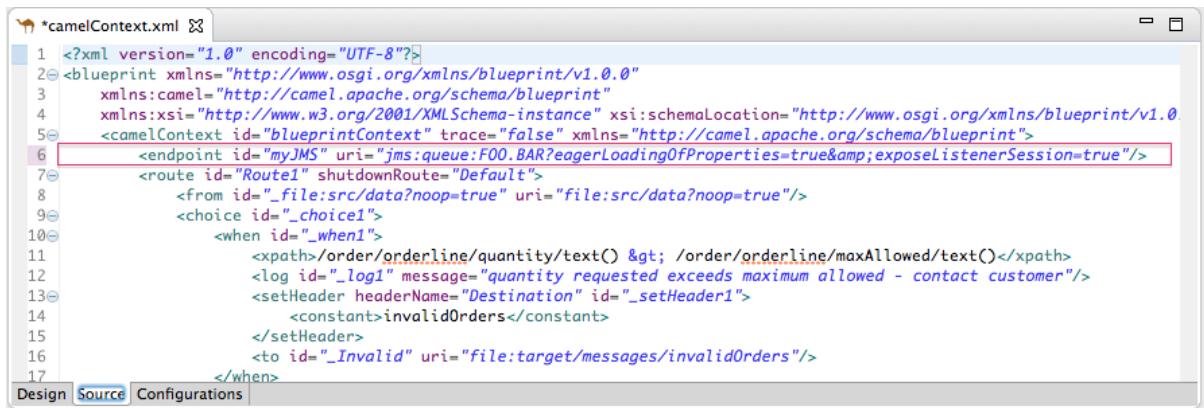 *camelContext.xml
1 <?xml version="1.0" encoding="UTF-8"?>
2 <blueprint xmlns="http://www.osgi.org/xmlns/blueprint/v1.0.0"
3 xmlns:camel="http://camel.apache.org/schema/blueprint"
4 xmlns:xsi="http://www.w3.org/2001/XMLSchema-instance" xsi:schemaLocation="http://www.osgi.org/xmlns/blueprint/v1.0
5 <camelContext id="blueprintContext" trace="false" xmlns="http://camel.apache.org/schema/blueprint">
6 <endpoint id="myJMS" uri="jms:queue:FOO.BAR?eagerLoadingOfProperties=true&amp;exposeListenerSession=true"/>
7 <route id="Route1" shutdownRoute="Default">
8 <from id="_file:src/data?noop=true" uri="file:src/data?noop=true"/>
9 <choice id="_choice1">
10 <when id="_when1">
11 <xpath>/order/orderline/quantity/text() &gt; /order/orderline/maxAllowed/text()</xpath>
12 <log id="_log1" message="quantity requested exceeds maximum allowed - contact customer"/>
13 <setHeader headerName="Destination" id="_setHeader1">
14 <constant>invalidOrders</constant>
15 </setHeader>
16 <to id="_Invalid" uri="file:target/messages/invalidOrders"/>
17 </when>
Design Source Configurations